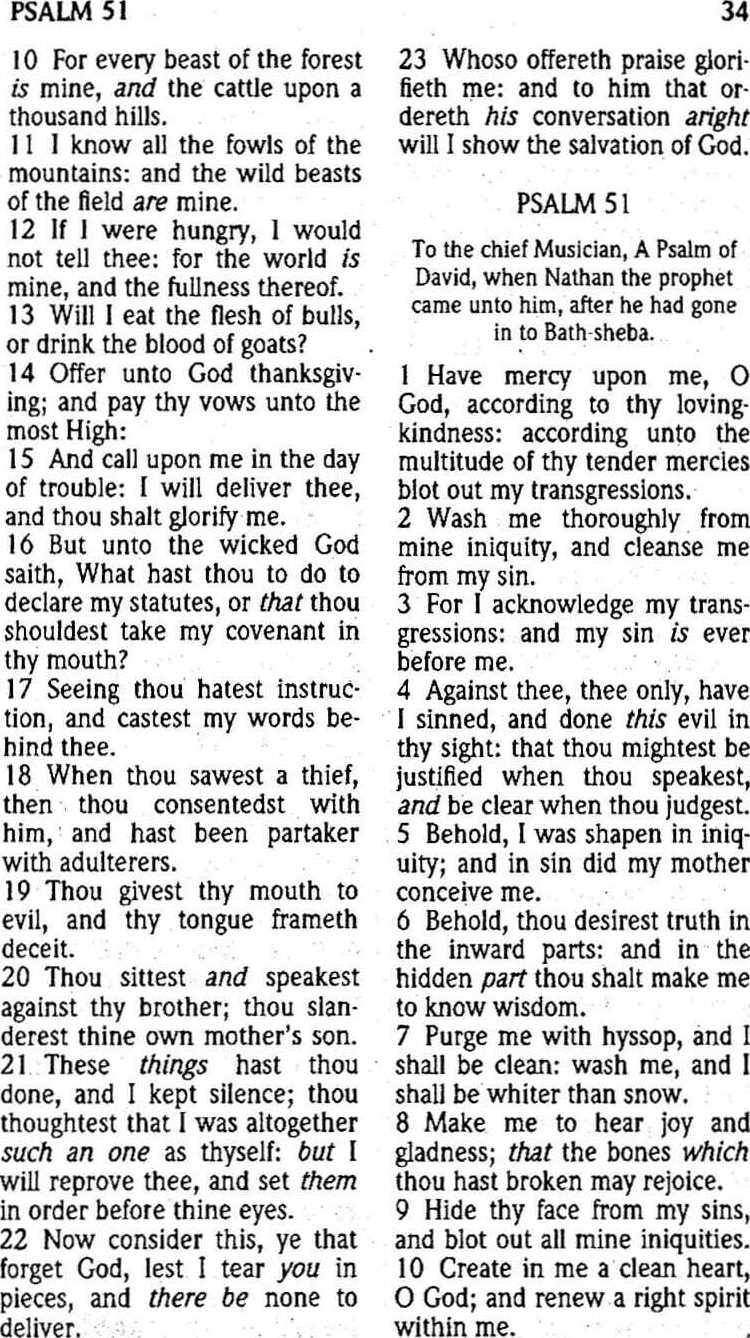 PSALM 51
34
10 For every beast of the forest
is mine, and the cattle upon a
thousand hills.
11 I know all the fowls of the
mountains: and the wild beasts
of the field are mine.
12 If I were hungry, I would
not tell thee: for the world is
mine, and the fullness thereof.
13 Will I eat the flesh of bulls,
or drink the blood of goats?
14 Offer unto God thanksgiv-
ing; and pay thy vows unto the
most High:
15 And call upon me in the day
of trouble: I will deliver thee,
and thou shalt glorify me.
16 But unto the wicked God
saith, What hast thou to do to
declare my statutes, or that thou
shouldest take my covenant in
thy mouth?
17 Seeing thou hatest instruc-
tion, and castest my words be-
hind thee.
18 When thou sawest a thief,
then thou consentedst with
him, and hast been partaker
with adulterers.
19 Thou givest thy mouth to
evil, and thy tongue frameth
deceit.
20 Thou sittest and speakest
against thy brother; thou slan-
derest thine own mother's son.
21 These things hast thou
done, and I kept silence; thou
thoughtest that I was altogether
such an one as thyself: but I
will reprove thee, and set them
in order before thine eyes.
22 Now consider this, ye that
forget God, lest I tear you in
pieces, and there be none to
deliver.
23 Whoso offereth praise glori-
fieth me: and to him that or-
dereth his conversation aright
will I show the salvation of God.
PSALM 51
To the chief Musician, A Psalm of
David, when Nathan the prophet
came unto him, after he had gone
in to Bath-sheba.
1 Have mercy upon me, O
God, according to thy loving-
kindness: according unto the
multitude of thy tender mercies
blot out my transgressions.
2 Wash me thoroughly from
mine iniquity, and cleanse me
from my sin.
3 For I acknowledge my trans-
gressions: and my sin is ever
before me.
4 Against thee, thee only, have
I sinned, and done this evil in
thy sight: that thou mightest be
justified when thou speakest,
and be clear when thou judgest.
5 Behold, I was shapen in iniq-
uity; and in sin did my mother
conceive me.
6 Behold, thou desirest truth in
the inward parts: and in the
hidden part thou shalt make me
to know wisdom.
7 Purge me with hyssop, and I
shall be clean: wash me, and I
shall be whiter than snow.
8 Make me to hear joy and
gladness; that the bones which
thou hast broken may rejoice.
9 Hide thy face from my sins,
and blot out all mine iniquities.
10 Create in me a clean heart,
O God; and renew a right spirit
within me.